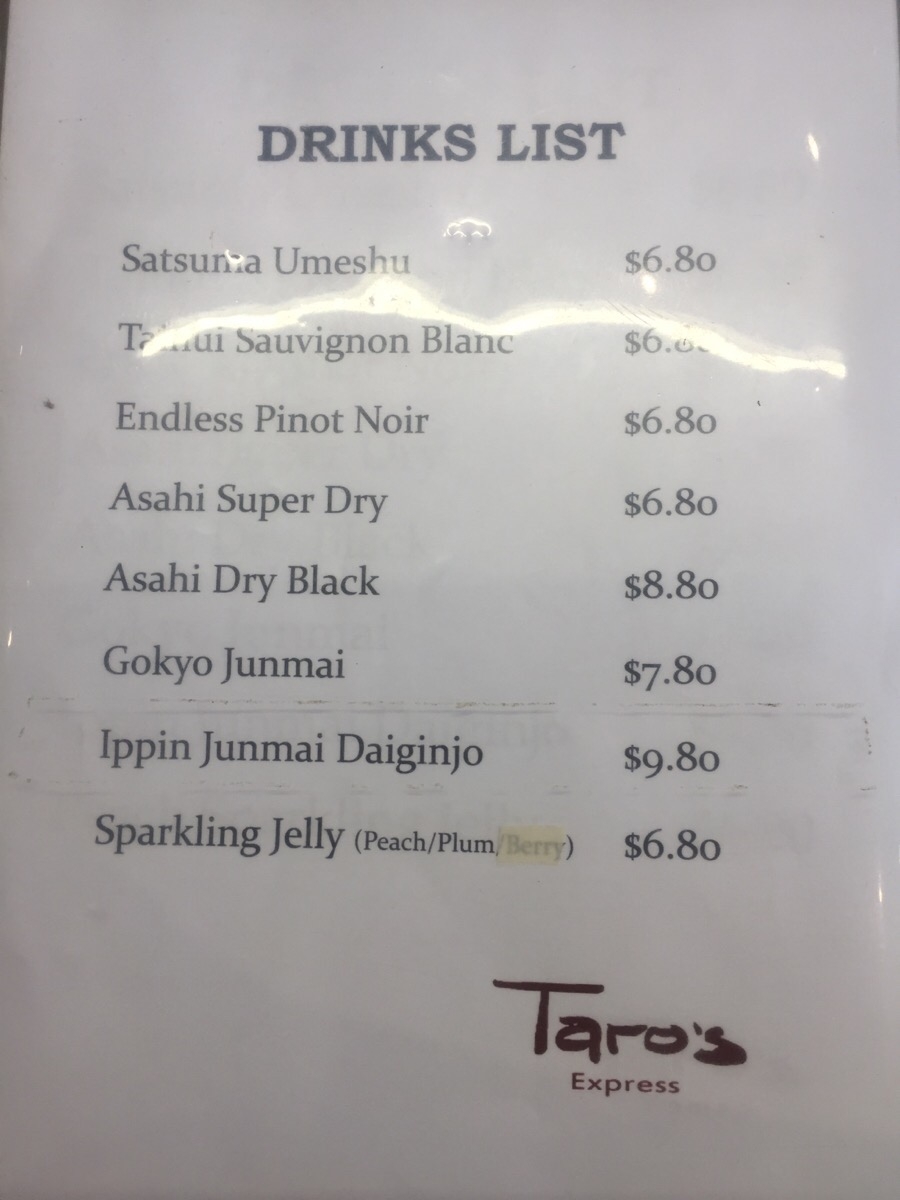 DRINKS LIST
Satsuma Umeshu $6.80
Sauvignon Blanc
Endless Pinot Noir $6.80
Asahi Super Dry $6.80
Asahi Dry Black $8.80
Gokyo Junmai $7.80
Ippin Junmai Daiginjo $9.80
Sparkling Jelly (Peach/Plum/Berry) $6.80
Taro's
Express